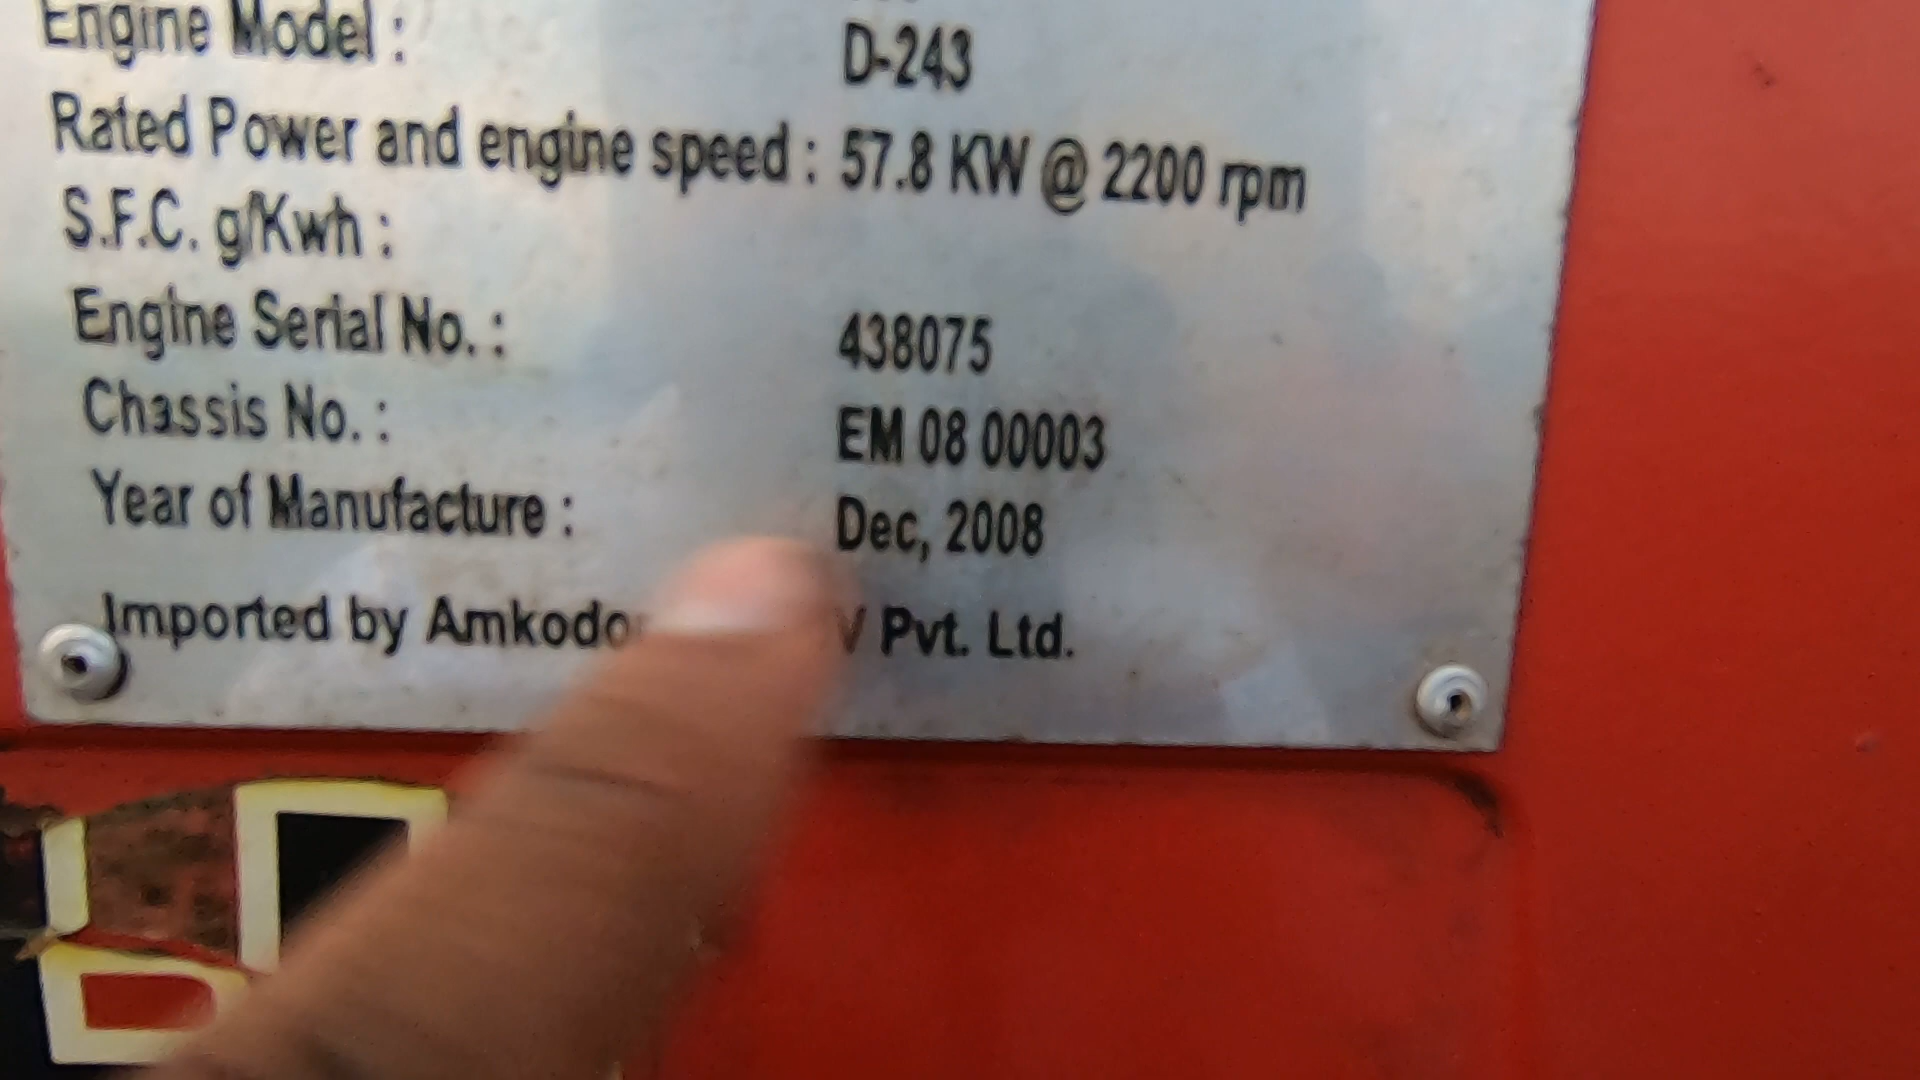 Engine Model : D-243
Rated Power and engine speed : 57.8 KW @ 2200 rpm
S.F.C. g/Kwh :
Engine Serial No. : 438075
Chassis No. : EM 08 00003
Year of Manufacture : Dec, 2008
Imported by Pvt. Ltd.